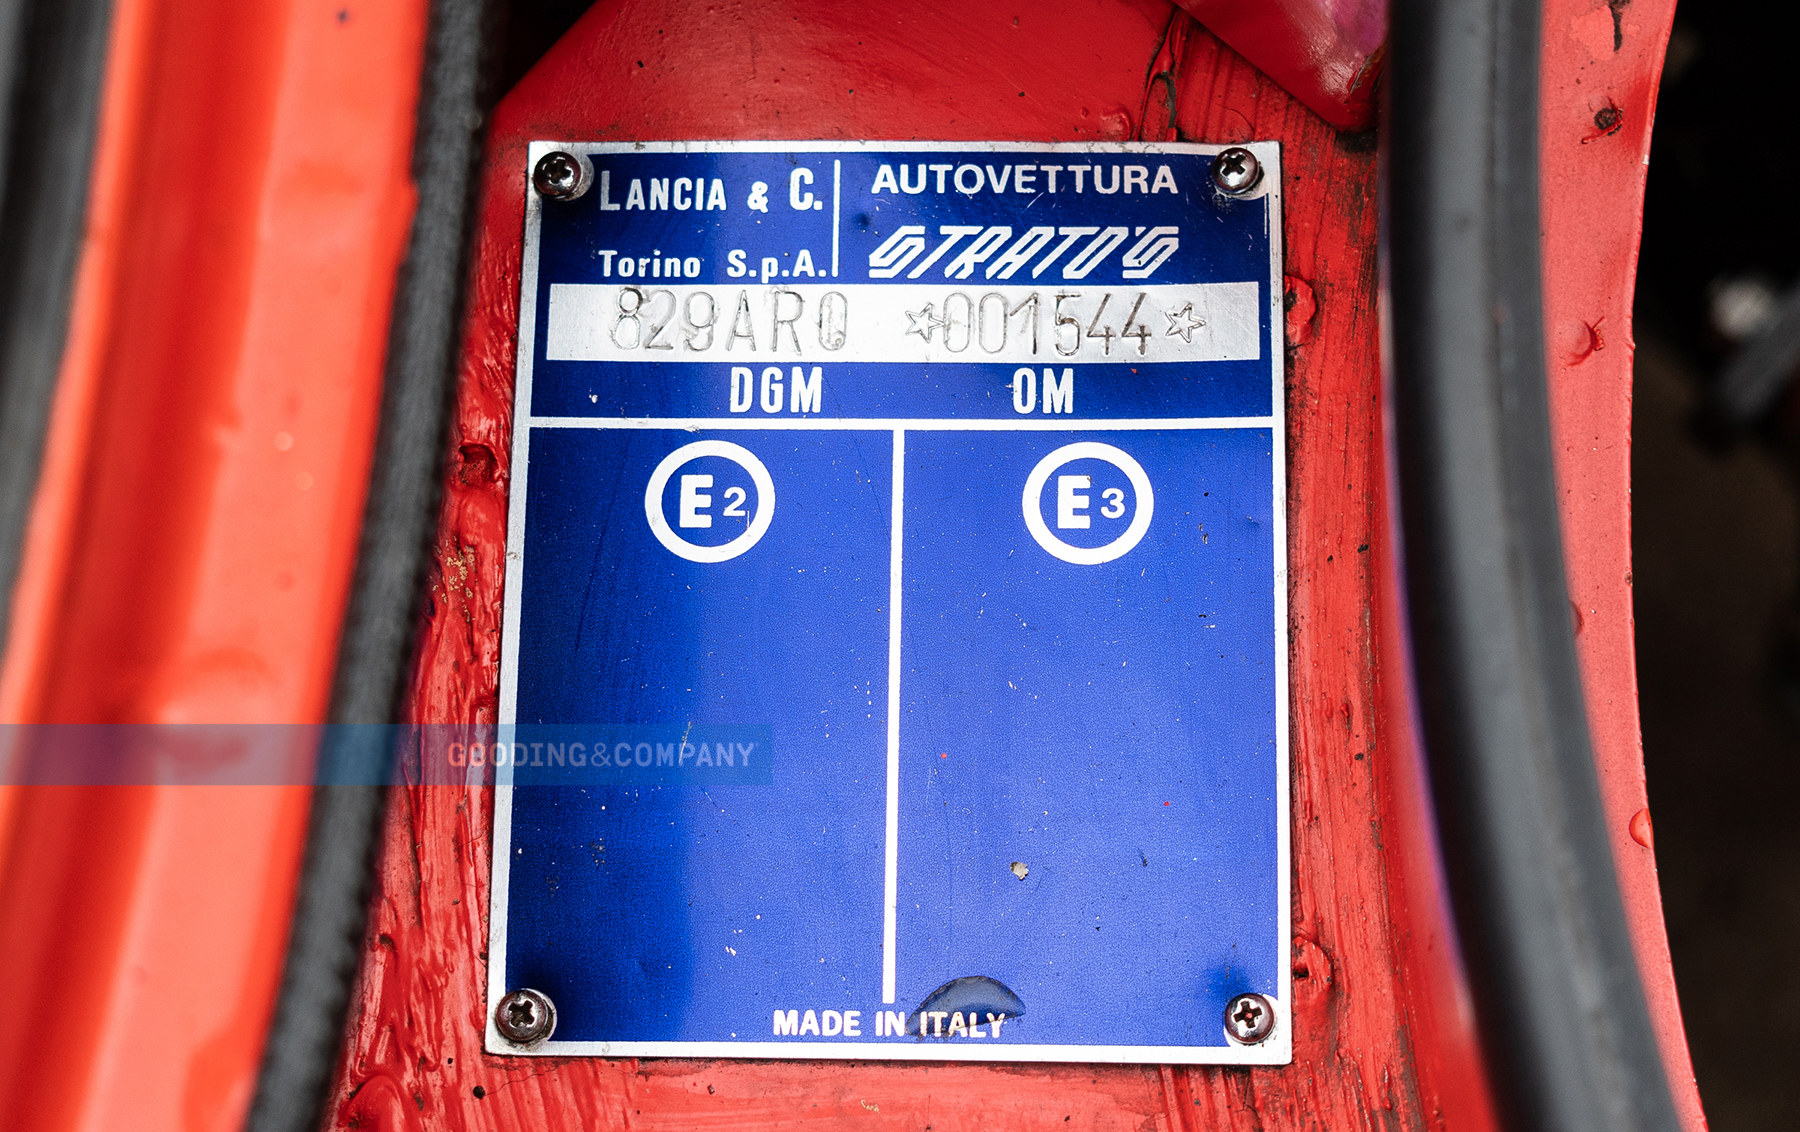 LANCIA & C.
Torino S.p.A.
AUTOVETTURA
STRATO'S
829AR0 ☆001544☆
DGM OM
E2 E3
GOODING&COMPANY
MADE IN ITALY